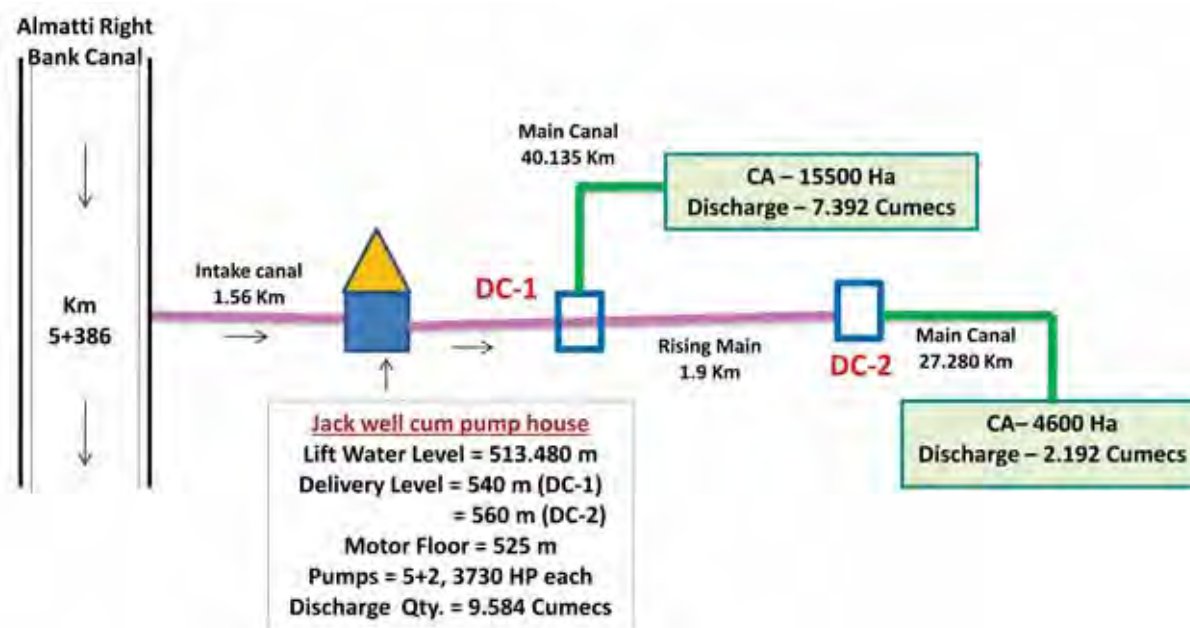 Almatti Right
Bank Canal
Km
5+386
Intake canal
1.56 Km
Main Canal
40.135 Km
CA – 15500 Ha
Discharge – 7.392 Cumecs
DC-1
Rising Main
1.9 Km
DC-2
Main Canal
27.280 Km
CA– 4600 Ha
Discharge – 2.192 Cumecs
Jack well cum pump house
Lift Water Level = 513.480 m
Delivery Level = 540 m (DC-1)
= 560 m (DC-2)
Motor Floor = 525 m
Pumps = 5+2, 3730 HP each
Discharge Qty. = 9.584 Cumecs